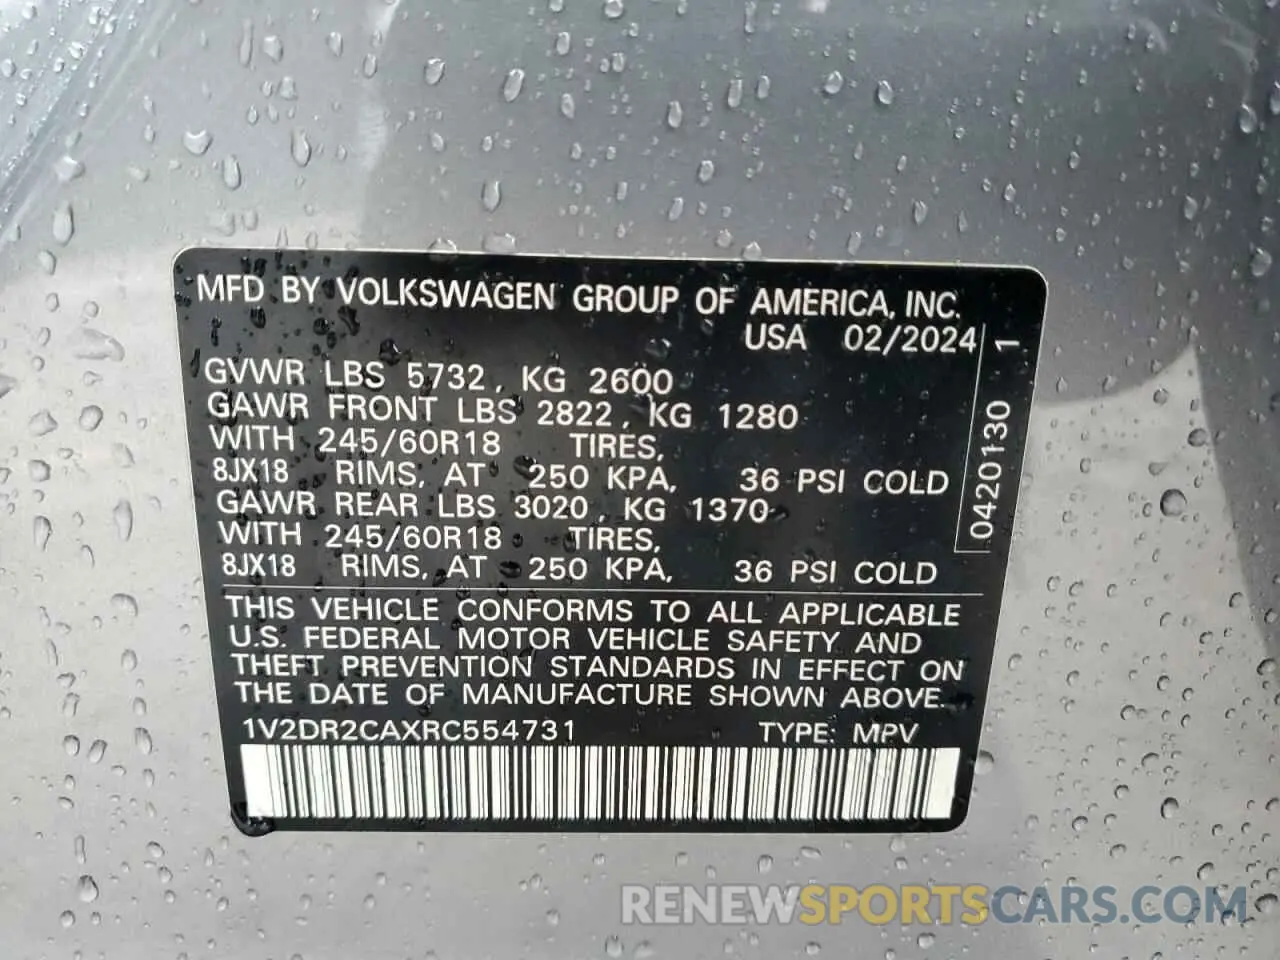 MFD BY VOLKSWAGEN GROUP OF AMERICA, INC.
USA 02/2024
GVWR LBS 5732, KG 2600
GAWR FRONT LBS 2822, KG 1280
WITH 245/60R18 TIRES,
8JX18 RIMS, AT 250 KPA, 36 PSI COLD
GAWR REAR LBS 3020, KG 1370
WITH 245/60R18 TIRES,
8JX18 RIMS, AT 250 KPA, 36 PSI COLD
0420130 1
THIS VEHICLE CONFORMS TO ALL APPLICABLE
U.S. FEDERAL MOTOR VEHICLE SAFETY AND
THEFT PREVENTION STANDARDS IN EFFECT ON
THE DATE OF MANUFACTURE SHOWN ABOVE.
1V2DR2CAXRC554731 TYPE: MPV
RENEWSPORTSCARS.COM